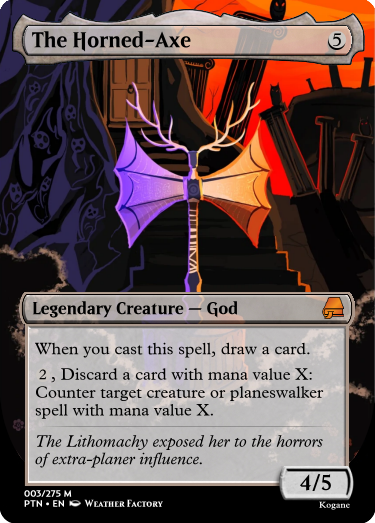 The Horned-Axe 5
Legendary Creature — God
When you cast this spell, draw a card.
2 , Discard a card with mana value X:
Counter target creature or planeswalker
spell with mana value X.
The Lithomachy exposed her to the horrors
of extra-planer influence.
4/5
003/275 M
PTN • EN Weather Factory
Kogane